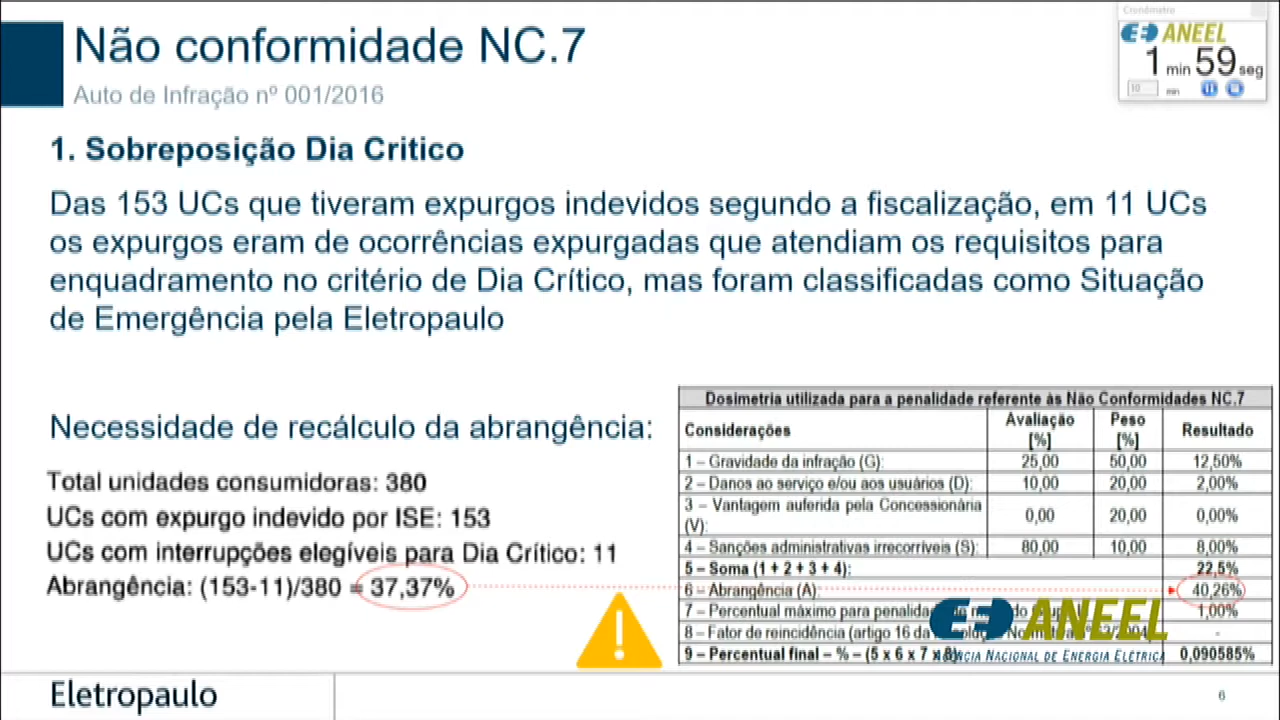 Cronômetro
ANEEL
1 min 59 seg
10 min
Não conformidade NC.7
Auto de Infração nº 001/2016
1. Sobreposição Dia Critico
Das 153 UCs que tiveram expurgos indevidos segundo a fiscalização, em 11 UCs
os expurgos eram de ocorrências expurgadas que atendiam os requisitos para
enquadramento no critério de Dia Crítico, mas foram classificadas como Situação
de Emergência pela Eletropaulo
Necessidade de recálculo da abrangência:
Total unidades consumidoras: 380
UCs com expurgo indevido por ISE: 153
UCs com interrupções elegíveis para Dia Crítico: 11
Abrangência: (153-11)/380 = 37,37%
Dosimetria utilizada para a penalidade referente às Não Conformidades NC.7
Considerações Avaliação [%] Peso [%] Resultado
1 – Gravidade da infração (G): 25,00 50,00 12,50%
2 – Danos ao serviço e/ou aos usuários (D): 10,00 20,00 2,00%
3 – Vantagem auferida pela Concessionária
(V): 0,00 20,00 0,00%
4 – Sanções administrativas irrecorríveis (S): 80,00 10,00 8,00%
5 – Soma (1 + 2 + 3 + 4): 22,5%
6 – Abrangência (A): 40,26%
7 – Percentual máximo para penalidade 1,00%
8 – Fator de reincidência (artigo 16 da -
9 – Percentual final – % – (5 x 6 x 7 x 8): 0,090585%
ANEEL
AGÊNCIA NACIONAL DE ENERGIA ELÉTRICA
Eletropaulo
6